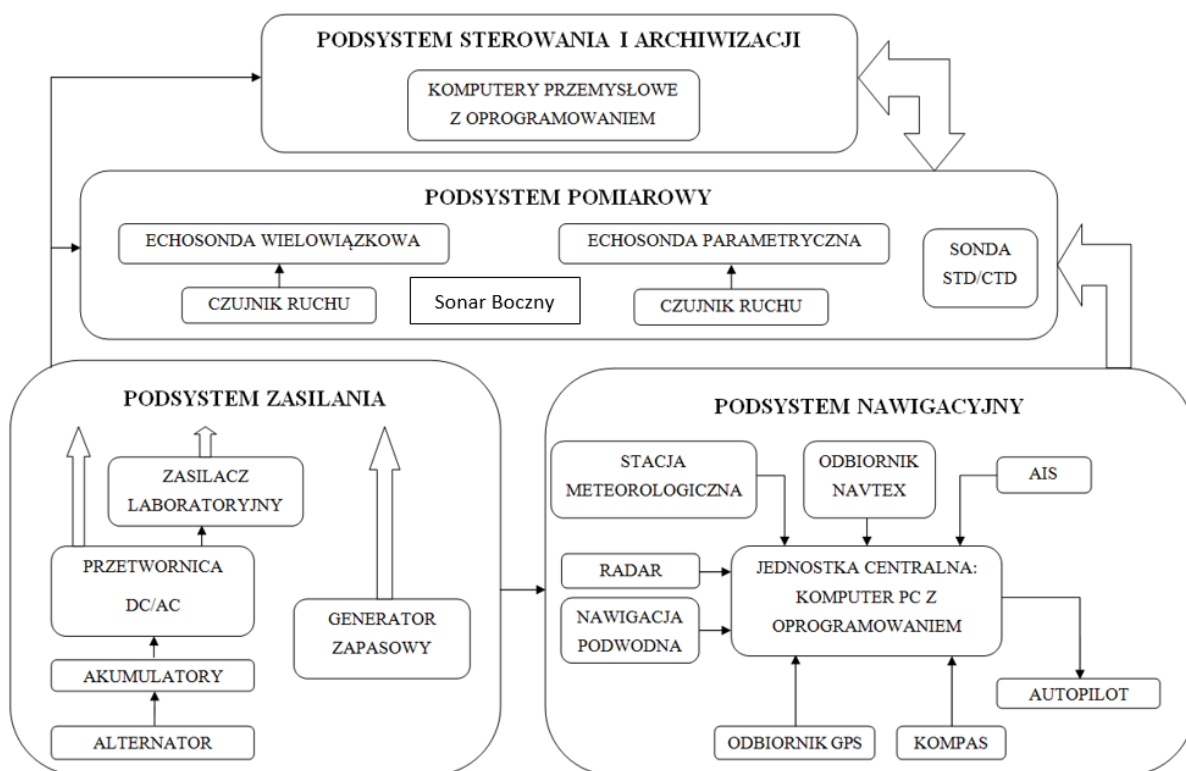 PODSYSTEM STEROWANIA I ARCHIWIZACJI
KOMPUTERY PRZEMYSŁOWE
Z OPROGRAMOWANIEM
PODSYSTEM POMIAROWY
ECHOSONDA WIELOWIĄZKOWA
CZUJNIK RUCHU
Sonar Boczny
ECHOSONDA PARAMETRYCZNA
CZUJNIK RUCHU
SONDA
STD/CTD
PODSYSTEM ZASILANIA
ZASILACZ
LABORATORYJNY
PRZETWORNICA
DC/AC
AKUMULATORY
ALTERNATOR
GENERATOR
ZAPASOWY
PODSYSTEM NAWIGACYJNY
STACJA
METEOROLOGICZNA
ODBIORNIK
NAVTEX
AIS
RADAR
NAWIGACJA
PODWODNA
JEDNOSTKA CENTRALNA:
KOMPUTER PC Z
OPROGRAMOWANIEM
AUTOPILOT
ODBIORNIK GPS
KOMPAS